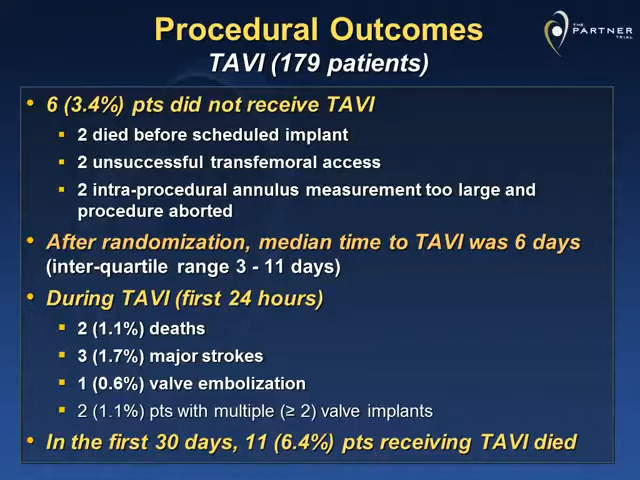 Procedural Outcomes
TAVI (179 patients)
THE
PARTNER
TRIAL
• 6 (3.4%) pts did not receive TAVI
▪ 2 died before scheduled implant
▪ 2 unsuccessful transfemoral access
▪ 2 intra-procedural annulus measurement too large and
procedure aborted
• After randomization, median time to TAVI was 6 days
(inter-quartile range 3 - 11 days)
• During TAVI (first 24 hours)
▪ 2 (1.1%) deaths
▪ 3 (1.7%) major strokes
▪ 1 (0.6%) valve embolization
▪ 2 (1.1%) pts with multiple (≥ 2) valve implants
• In the first 30 days, 11 (6.4%) pts receiving TAVI died